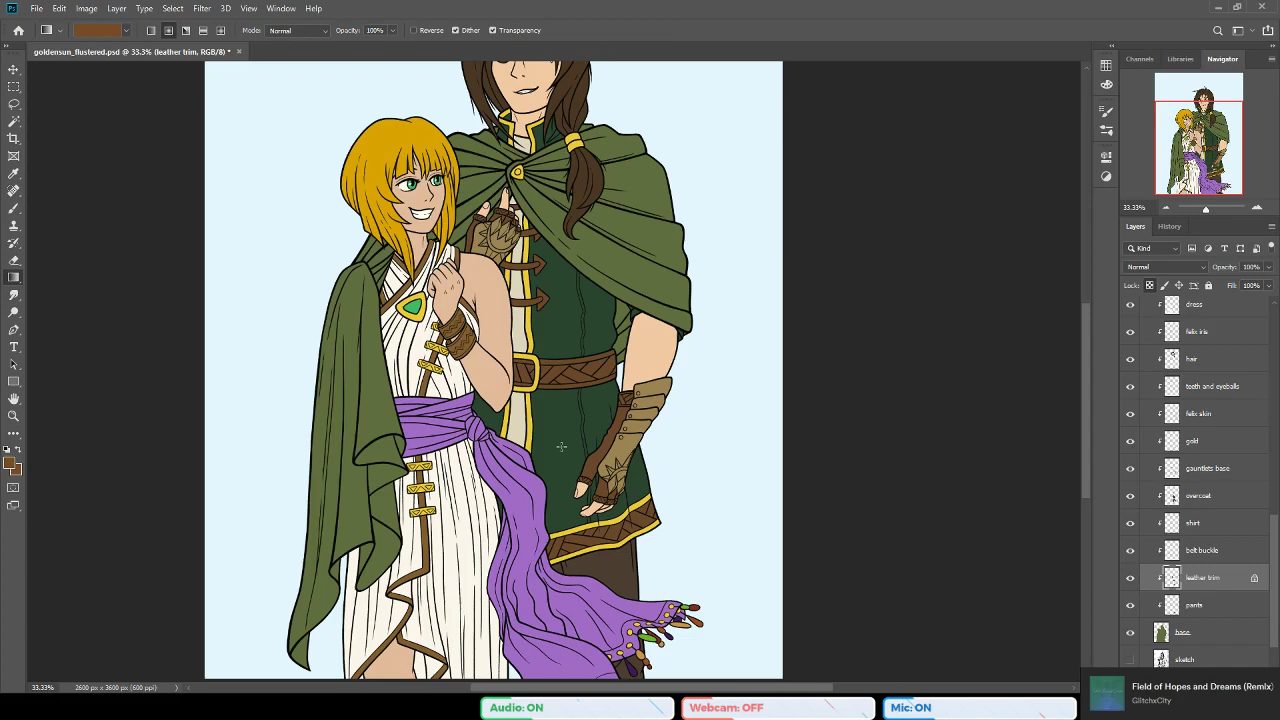 Ps File Edit Image Layer Type Select Filter 3D View Window Help
Mode: Normal Opacity: 100% Reverse Dither Transparency
goldensun_flustered.psd @ 33.3% (leather trim, RGB/8) *
Channels Libraries Navigator
33.33%
Layers History
Kind
Normal Opacity: 100%
Lock: Fill: 100%
dress
felix iris
hair
teeth and eyeballs
felix skin
gold
gauntlets base
overcoat
shirt
belt buckle
leather trim
pants
base
sketch
33.33% 2600 px x 3600 px (600 ppi)
Field of Hopes and Dreams (Remix)
GlitchxCity
Audio: ON Webcam: OFF Mic: ON